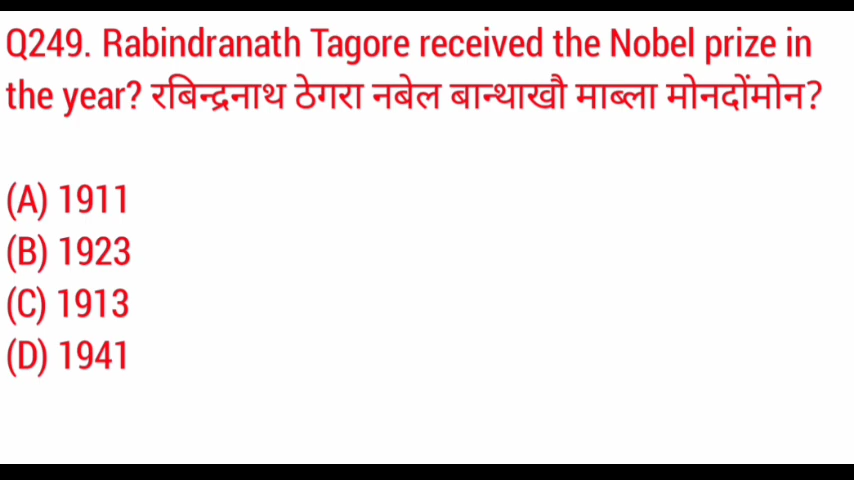 Q249. Rabindranath Tagore received the Nobel prize in
the year? रबिन्द्रनाथ ठेगरा नबेल बान्थाखौ माब्ला मोनदोंमोन?
(A) 1911
(B) 1923
(C) 1913
(D) 1941